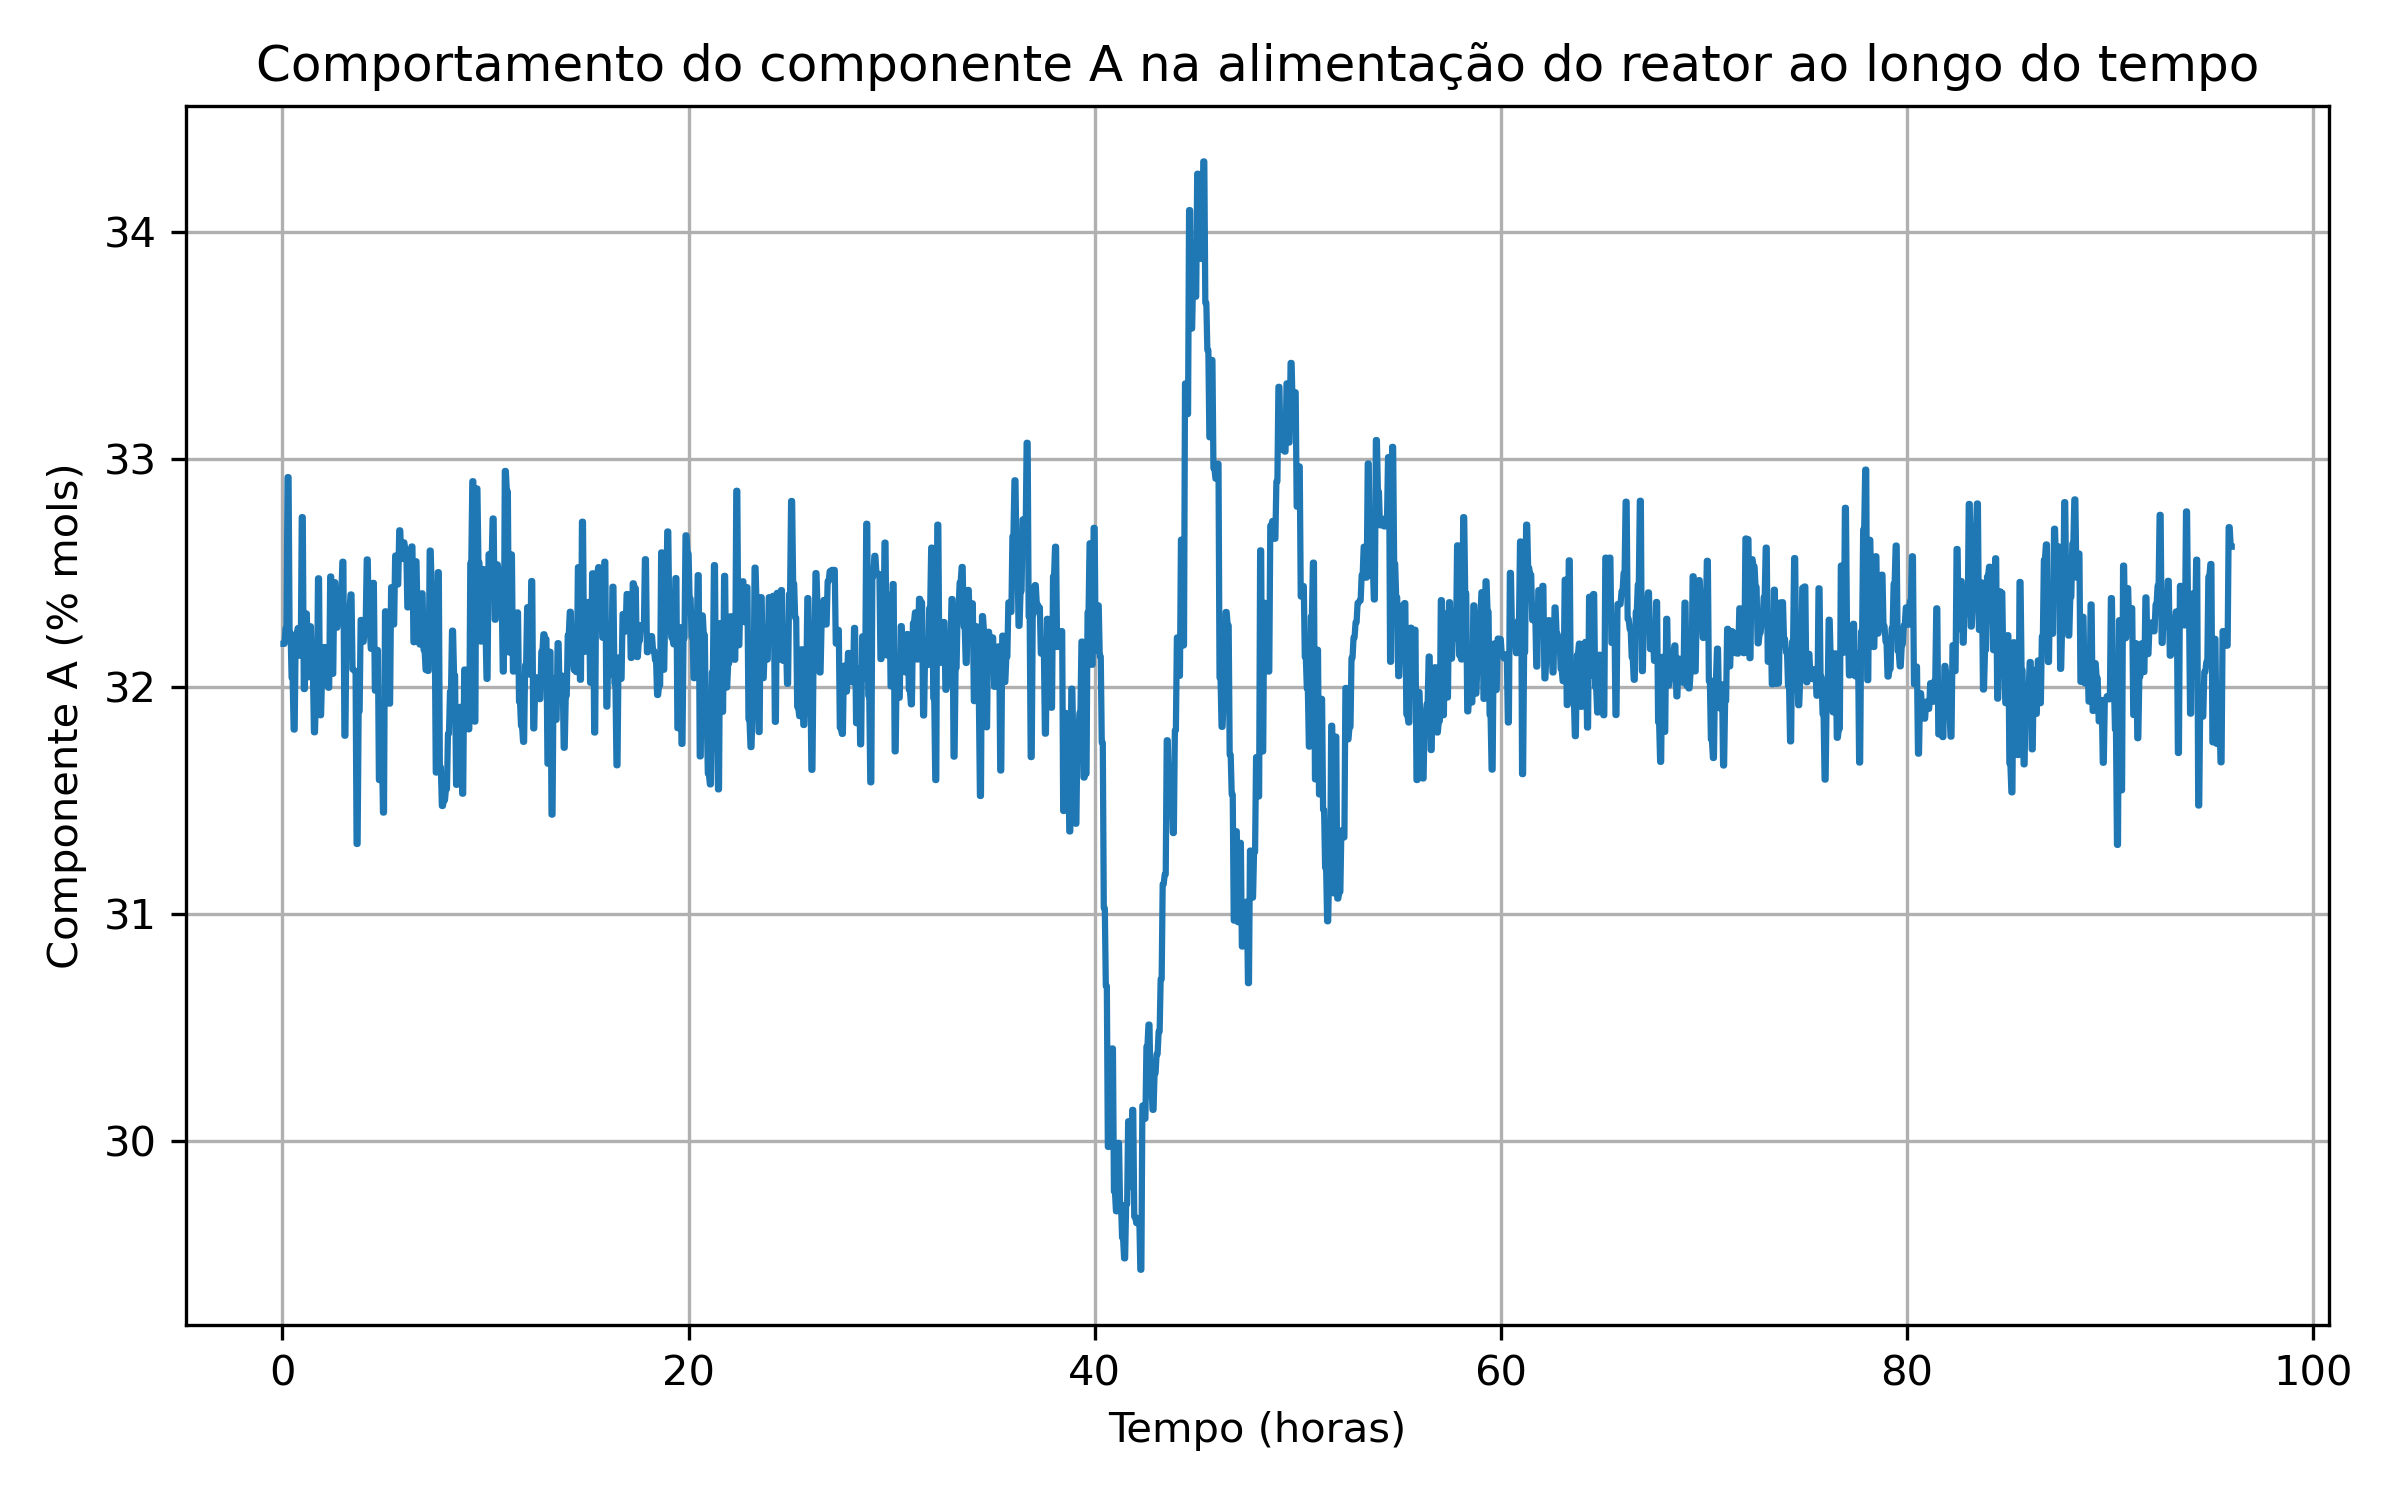 Comportamento do componente A na alimentação do reator ao longo do tempo
Componente A (% mols)
34
33
32
31
30
0 20 40 60 80 100
Tempo (horas)